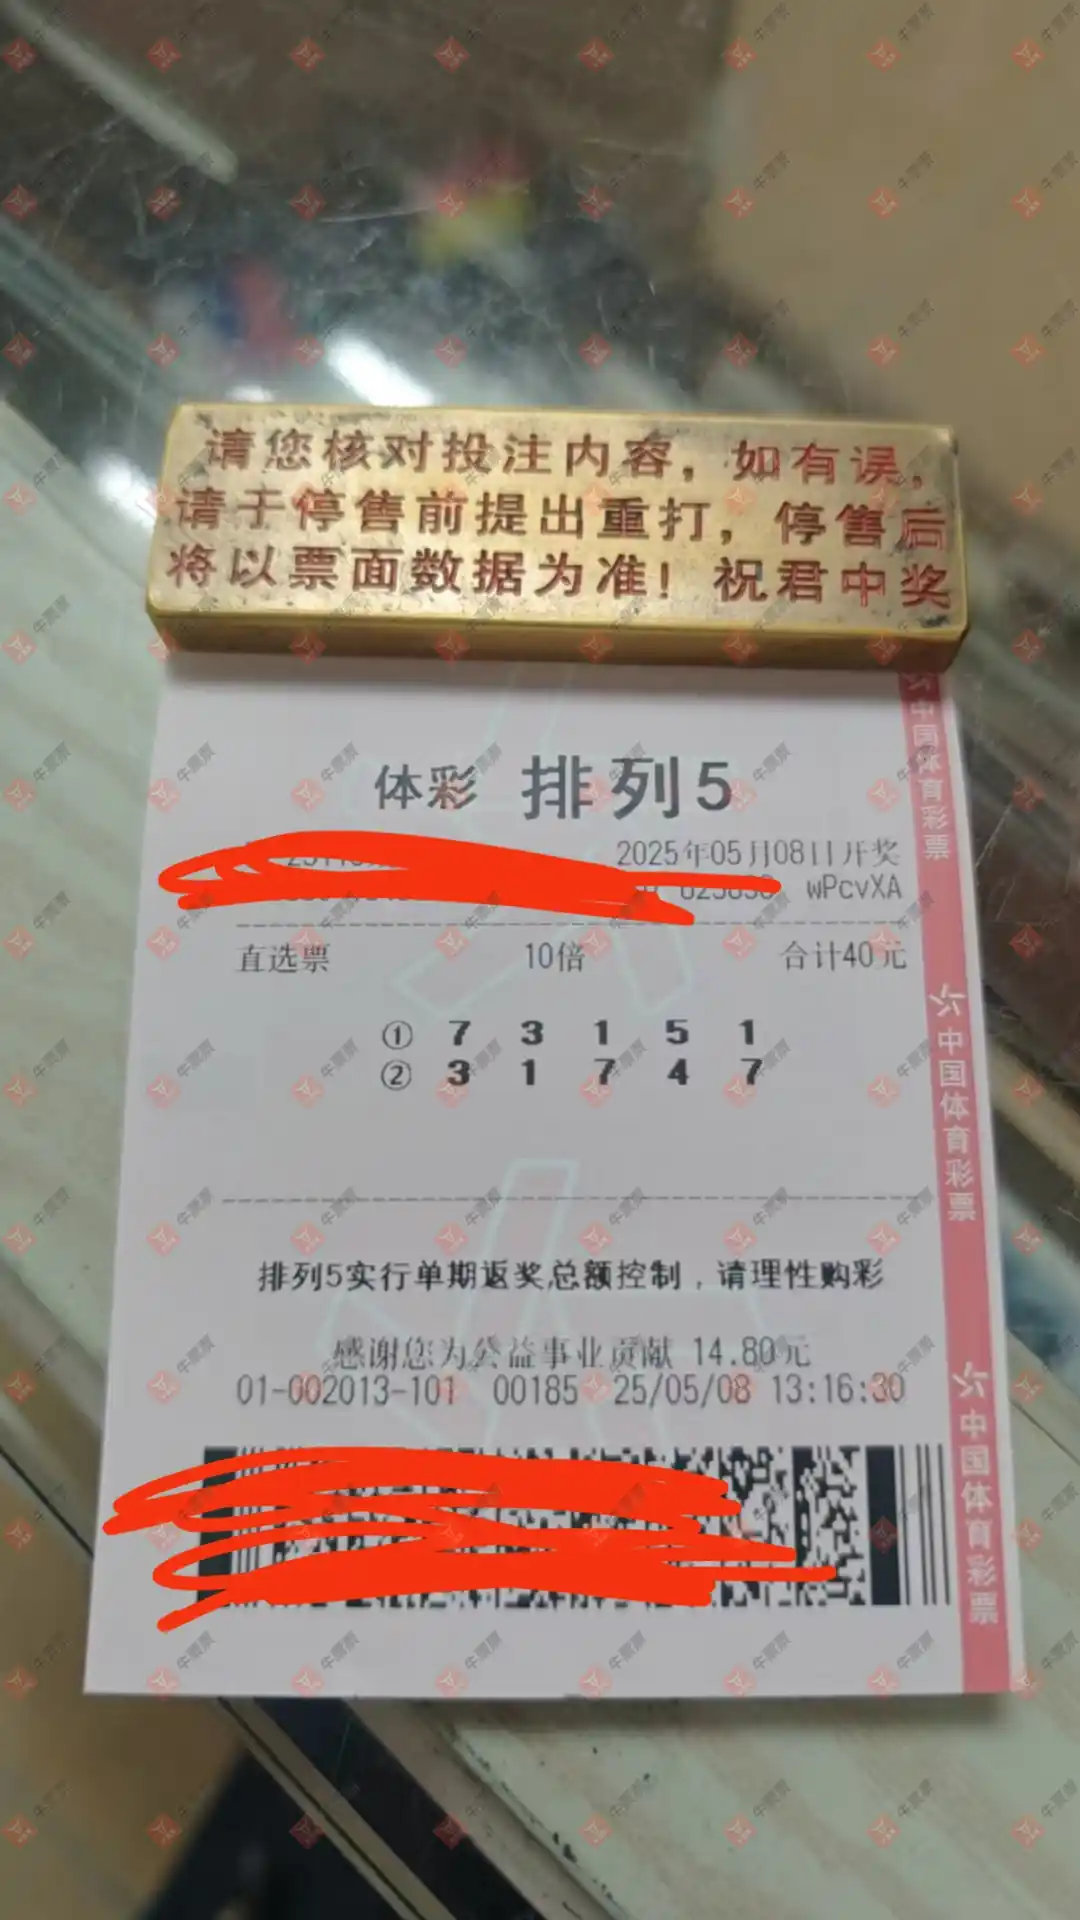 请您核对投注内容，如有误，
请于停售前提出重打，停售后
将以票面数据为准！祝君中奖
体彩 排列5
2025年05月08日开奖
wPcvXA
直选票 10倍 合计40元
① 7 3 1 5 1
② 3 1 7 4 7
排列5实行单期返奖总额控制，请理性购彩
感谢您为公益事业贡献 14.80元
01-002013-101 00185 25/05/08 13:16:30
中国体育彩票
中国体育彩票
中国体育彩票
牛票票